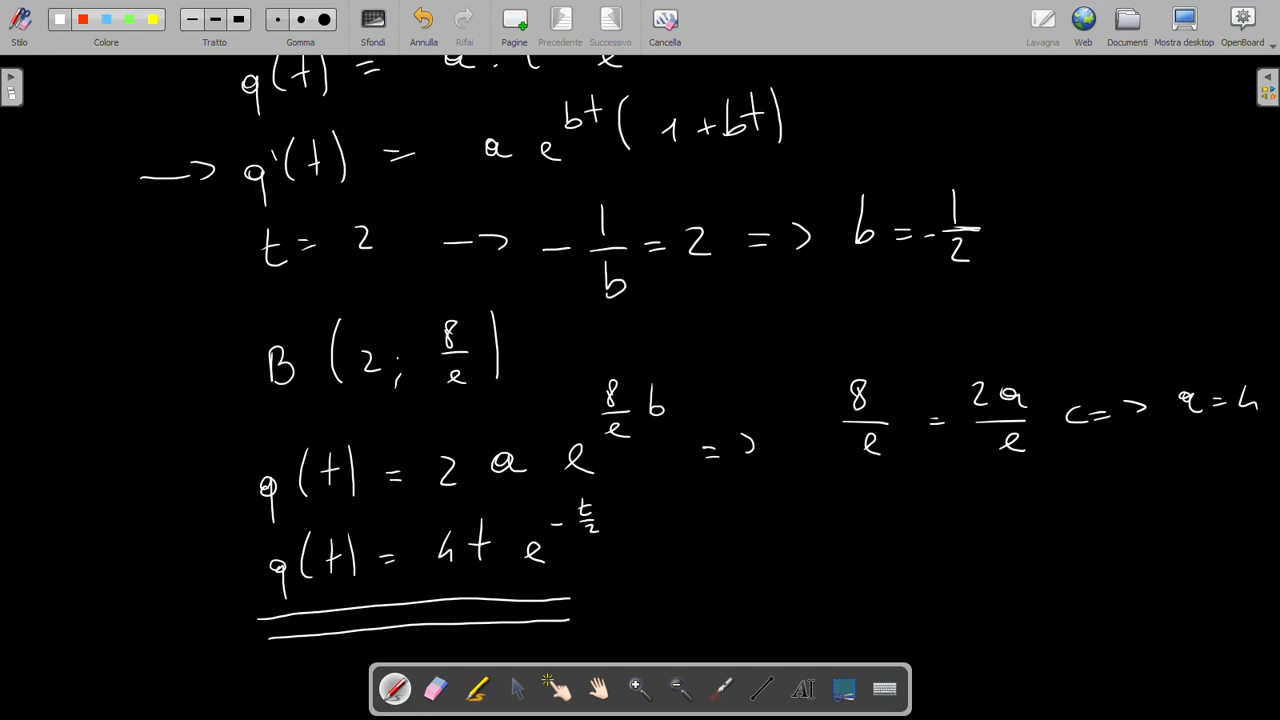 Stilo Colore Tratto Gomma Sfondi Annulla Rifai Pagine Precedente Successivo Cancella Lavagna Web Documenti Mostra desktop OpenBoard
q(t) =
→ q'(t) = a e^{bt} (1 + bt)
t = 2 → - 1/b = 2 => b = - 1/2
B (2; 8/e)
q(t) = 2 a e^{8/e b} => 8/e = 2a/e <=> a = 4
q(t) = 4t e^{- t/2}